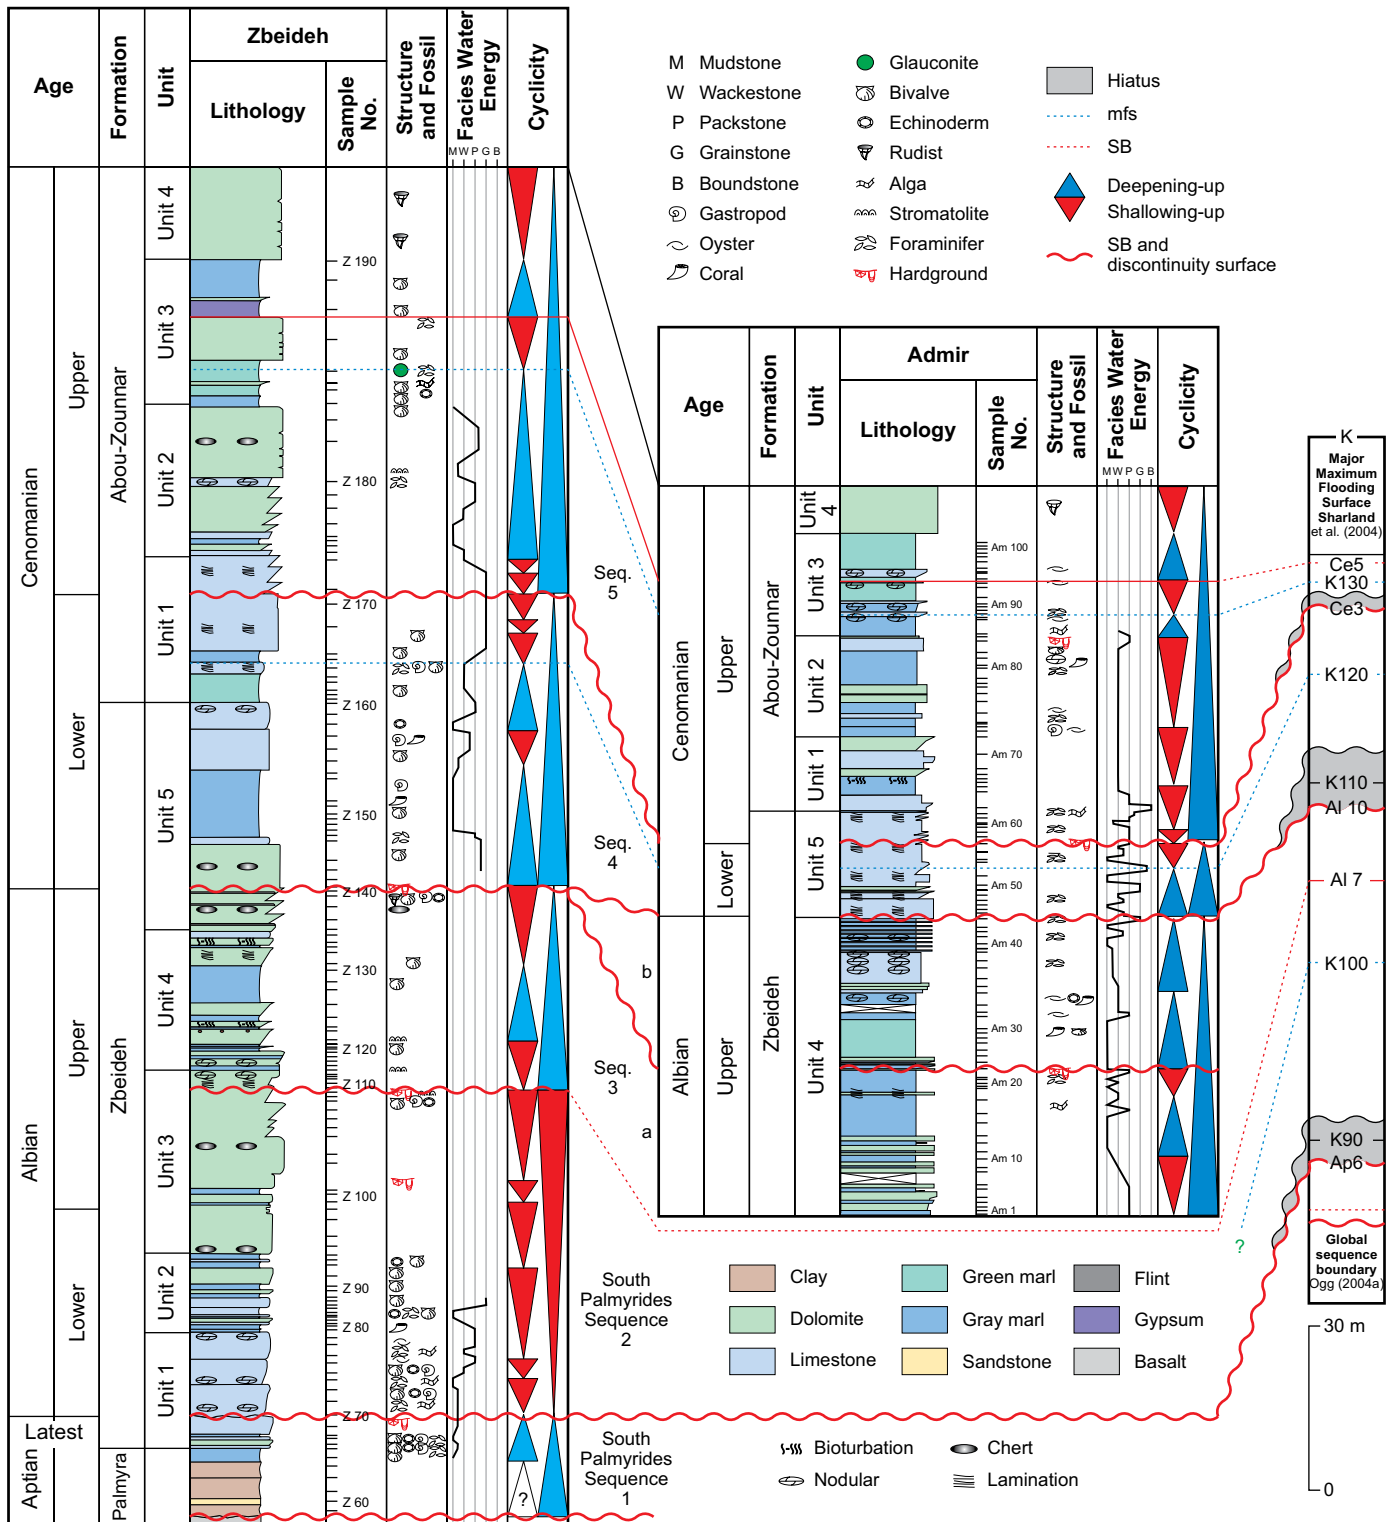 Age
Formation
Unit
Zbeideh
Lithology
Sample
No.
Structure
and Fossil
Facies Water
Energy
M W P G B
Cyclicity
Cenomanian
Upper
Lower
Albian
Upper
Lower
Latest
Aptian
Abou-Zounnar
Zbeideh
Palmyra
Unit 4
Unit 3
Unit 2
Unit 1
Unit 5
Unit 4
Unit 3
Unit 2
Unit 1
Z 190
Z 180
Z 170
Z 160
Z 150
Z 140
Z 130
Z 120
Z 110
Z 100
Z 90
Z 80
Z 70
Z 60
?
Seq.
5
Seq.
4
b
Seq.
3
a
South
Palmyrides
Sequence
2
South
Palmyrides
Sequence
1
M Mudstone
W Wackestone
P Packstone
G Grainstone
B Boundstone
Gastropod
Oyster
Coral
Glauconite
Bivalve
Echinoderm
Rudist
Alga
Stromatolite
Foraminifer
Hardground
Hiatus
mfs
SB
Deepening-up
Shallowing-up
SB and
discontinuity surface
Age
Formation
Unit
Admir
Lithology
Sample
No.
Structure
and Fossil
Facies Water
Energy
M W P G B
Cyclicity
Cenomanian
Upper
Lower
Albian
Upper
Abou-Zounnar
Zbeideh
Unit
4
Unit 3
Unit 2
Unit 1
Unit 5
Unit 4
Am 100
Am 90
Am 80
Am 70
Am 60
Am 50
Am 40
Am 30
Am 20
Am 10
Am 1
K
Major
Maximum
Flooding
Surface
Sharland
et al. (2004)
Ce5
K130
Ce3
K120
K110
Al 10
Al 7
K100
K90
Ap6
Global
sequence
boundary
Ogg (2004a)
?
Clay
Dolomite
Limestone
Green marl
Gray marl
Sandstone
Flint
Gypsum
Basalt
Bioturbation
Nodular
Chert
Lamination
30 m
0